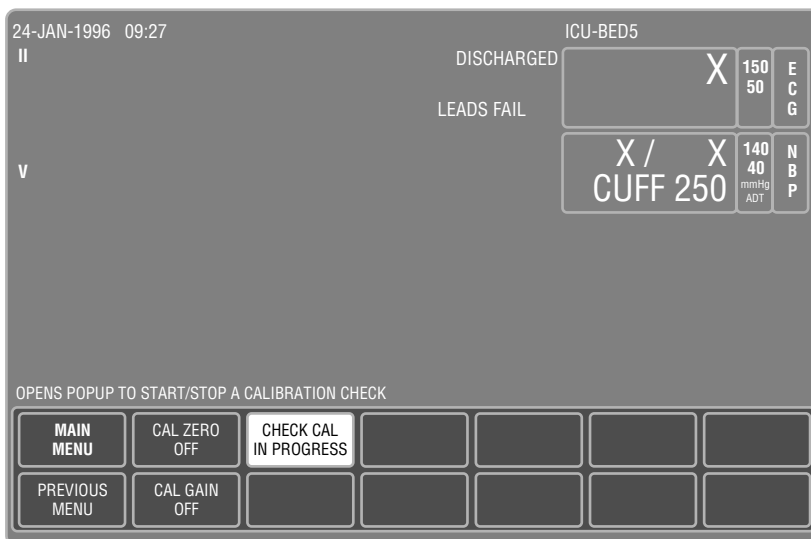 24-JAN-1996 09:27
ICU-BED5
II
DISCHARGED
LEADS FAIL
X
150
50
E
C
G
V
X / X
CUFF 250
140
40
mmHg
ADT
N
B
P
OPENS POPUP TO START/STOP A CALIBRATION CHECK
MAIN
MENU
CAL ZERO
OFF
CHECK CAL
IN PROGRESS
PREVIOUS
MENU
CAL GAIN
OFF